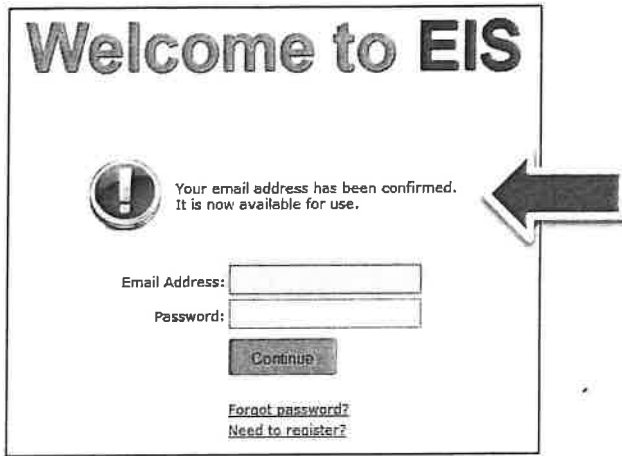 Welcome to EIS
Your email address has been confirmed.
It is now available for use.
Email Address:
Password:
Continue
Forgot password?
Need to register?